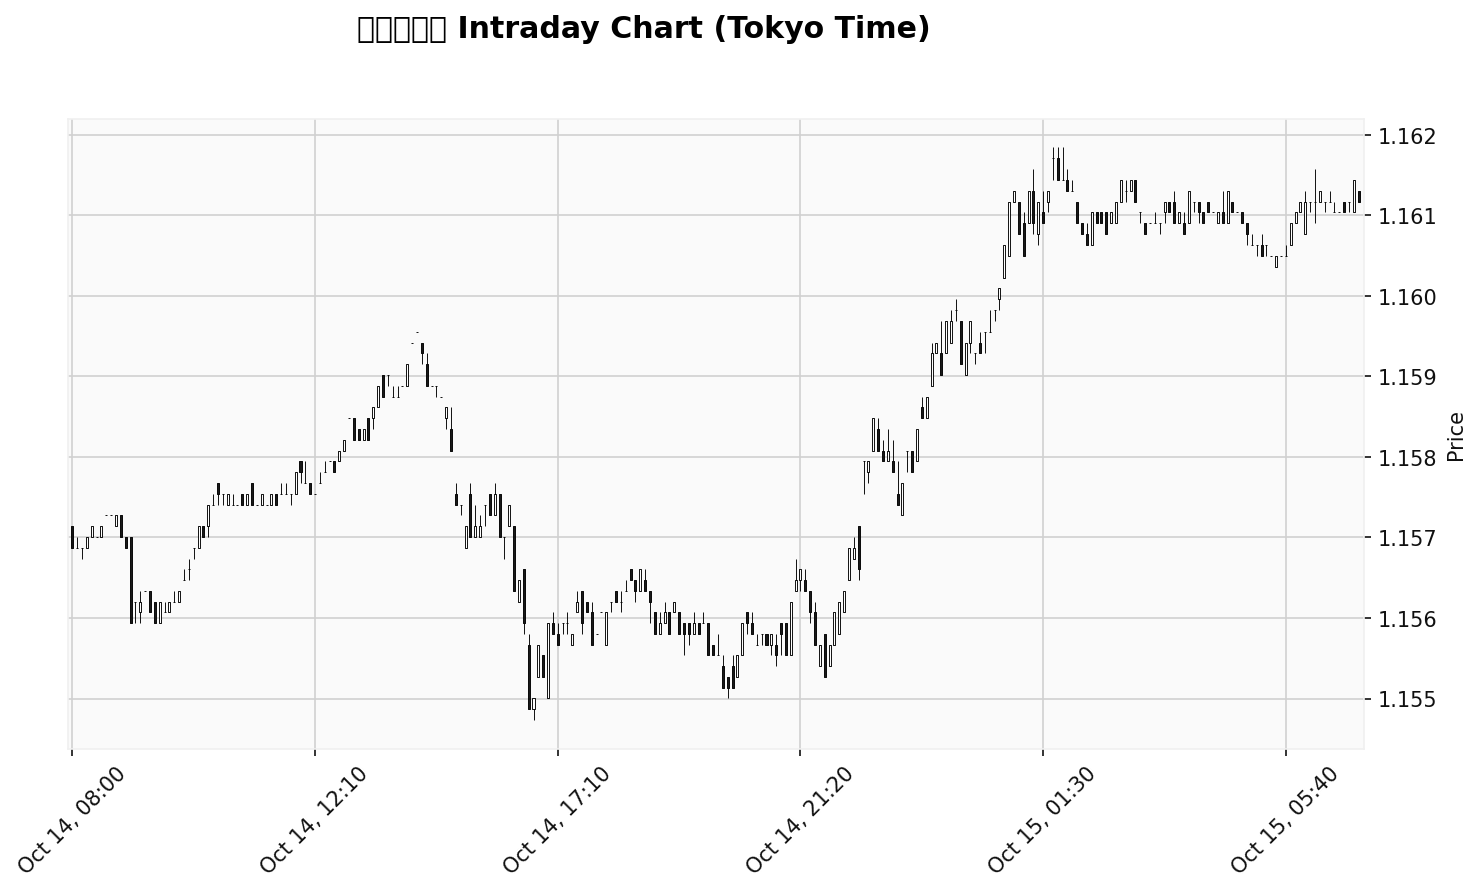 Intraday Chart (Tokyo Time)
1.162
1.161
1.160
1.159
1.158
1.157
1.156
1.155
Price
Oct 14, 08:00
Oct 14, 12:10
Oct 14, 17:10
Oct 14, 21:20
Oct 15, 01:30
Oct 15, 05:40